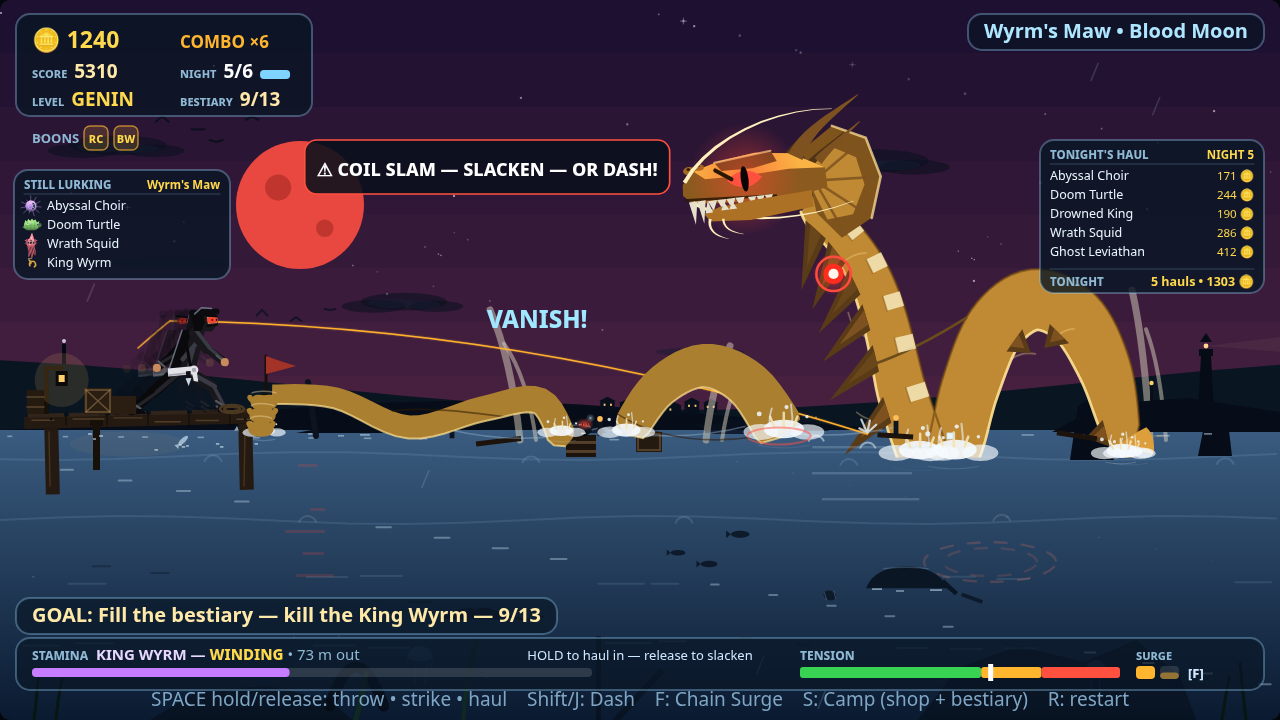 🪙 1240 COMBO ×6
SCORE 5310 NIGHT 5/6
LEVEL GENIN BESTIARY 9/13
BOONS RC BW
STILL LURKING Wyrm's Maw
Abyssal Choir
Doom Turtle
Wrath Squid
King Wyrm
⚠ COIL SLAM — SLACKEN — OR DASH!
VANISH!
Wyrm's Maw • Blood Moon
TONIGHT'S HAUL NIGHT 5
Abyssal Choir 171 🪙
Doom Turtle 244 🪙
Drowned King 190 🪙
Wrath Squid 286 🪙
Ghost Leviathan 412 🪙
TONIGHT 5 hauls • 1303 🪙
GOAL: Fill the bestiary — kill the King Wyrm — 9/13
STAMINA KING WYRM — WINDING • 73 m out HOLD to haul in — release to slacken TENSION SURGE
[F]
SPACE hold/release: throw • strike • haul Shift/J: Dash F: Chain Surge S: Camp (shop + bestiary) R: restart